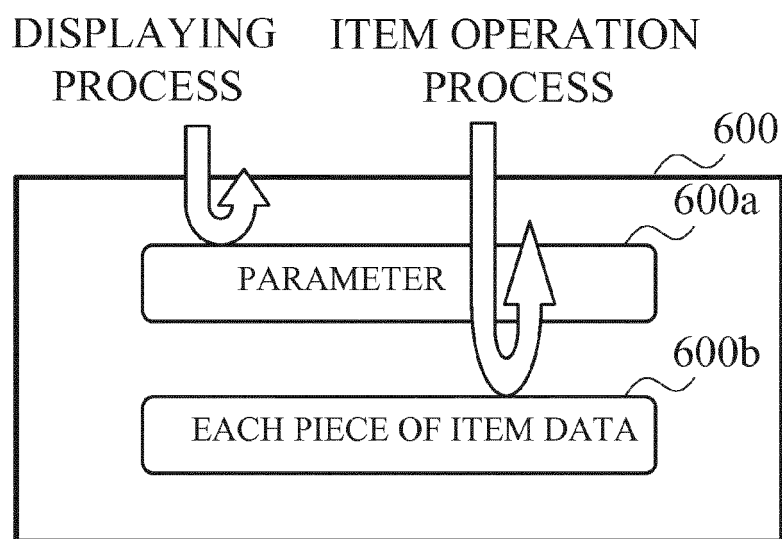 DISPLAYING
PROCESS
ITEM OPERATION
PROCESS
600
600a
PARAMETER
600b
EACH PIECE OF ITEM DATA